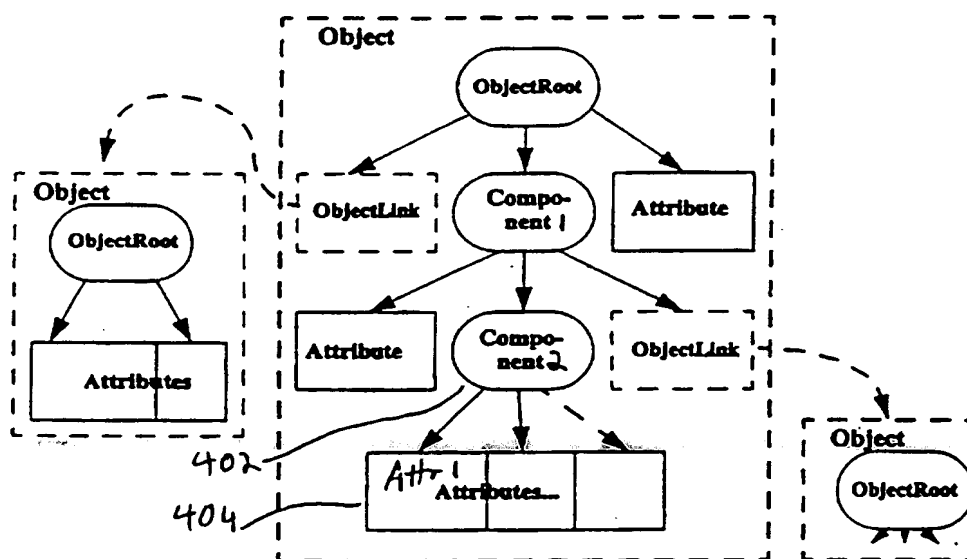 Object
ObjectRoot
Object
ObjectRoot
Attributes
ObjectLink
Compo-
nent 1
Attribute
Attribute
Compo-
nent 2
ObjectLink
402
404
Attr 1
Attributes...
Object
ObjectRoot